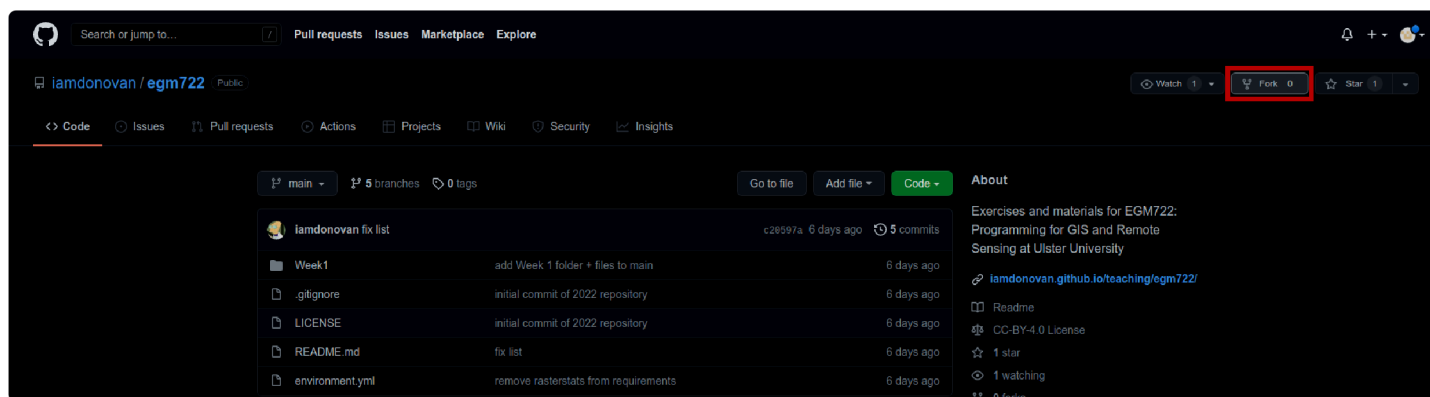 Search or jump to... / Pull requests Issues Marketplace Explore
iamdonovan / egm722 Public Watch 1 Fork 0 Star 1
<> Code Issues Pull requests Actions Projects Wiki Security Insights
main 5 branches 0 tags Go to file Add file Code
About
Exercises and materials for EGM722:
Programming for GIS and Remote
Sensing at Ulster University
iamdonovan.github.io/teaching/egm722/
Readme
CC-BY-4.0 License
1 star
1 watching
0 forks
iamdonovan fix list c20597a 6 days ago 5 commits
Week1 add Week 1 folder + files to main 6 days ago
.gitignore initial commit of 2022 repository 6 days ago
LICENSE initial commit of 2022 repository 6 days ago
README.md fix list 6 days ago
environment.yml remove rasterstats from requirements 6 days ago